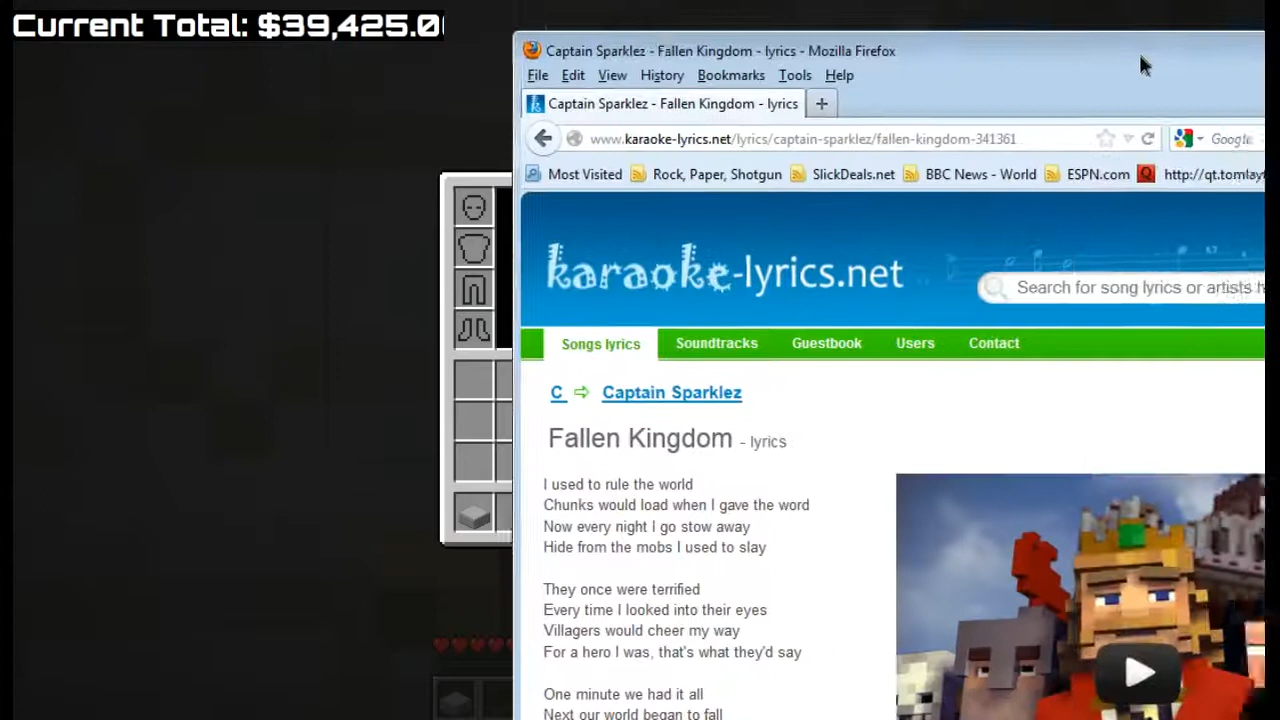 Current Total: $39,425.0
Captain Sparklez - Fallen Kingdom - lyrics - Mozilla Firefox
File Edit View History Bookmarks Tools Help
Captain Sparklez - Fallen Kingdom - lyrics
www.karaoke-lyrics.net/lyrics/captain-sparklez/fallen-kingdom-341361
Google
Most Visited Rock, Paper, Shotgun SlickDeals.net BBC News - World ESPN.com http://qt.tomlay
karaoke-lyrics.net
Search for song lyrics or artists h
Songs lyrics Soundtracks Guestbook Users Contact
C Captain Sparklez
Fallen Kingdom - lyrics
I used to rule the world
Chunks would load when I gave the word
Now every night I go stow away
Hide from the mobs I used to slay
They once were terrified
Every time I looked into their eyes
Villagers would cheer my way
For a hero I was, that's what they'd say
One minute we had it all
Next our world began to fall